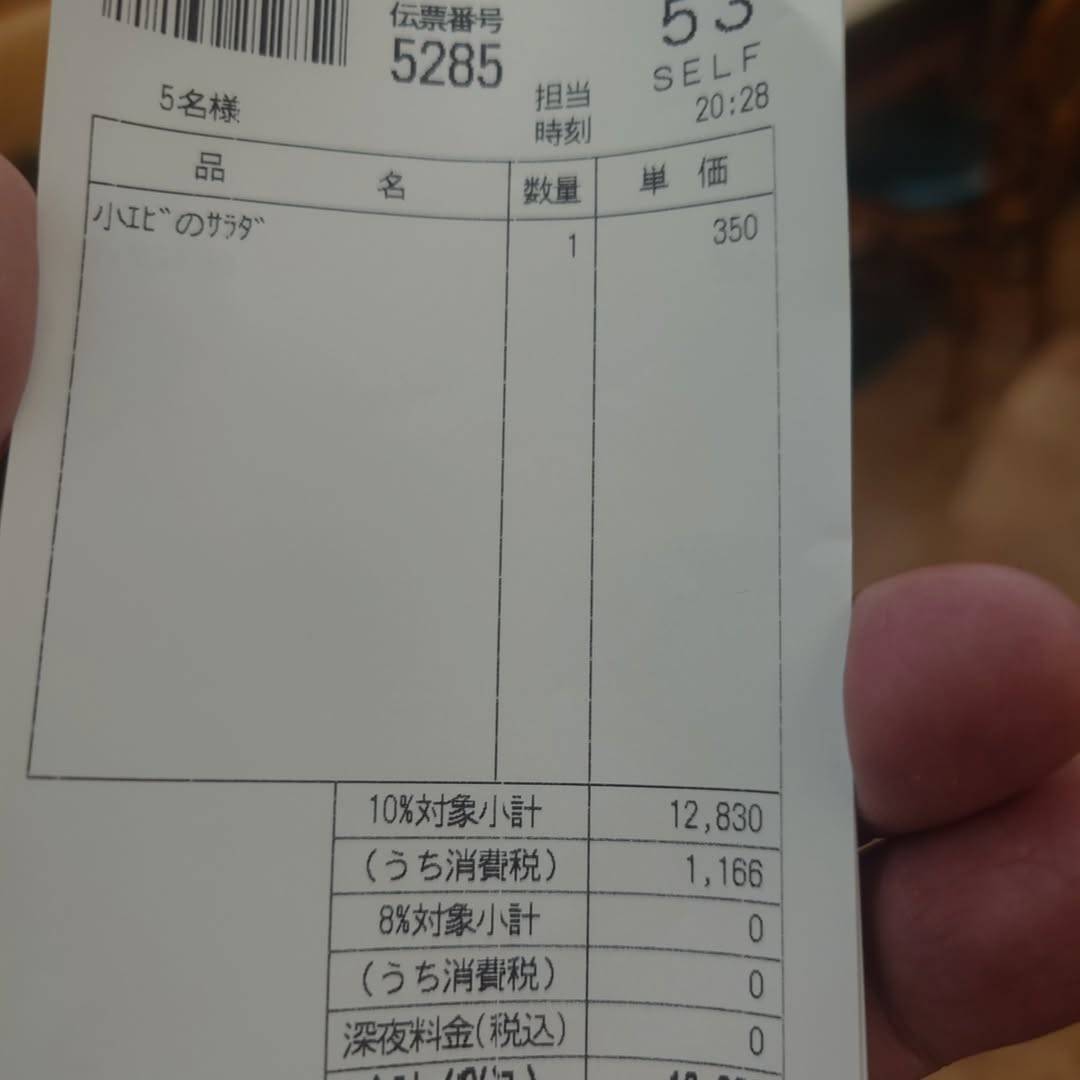 伝票番号
5285
53
SELF
5名様
担当
時刻
20:28
品名 数量 単価
小ｴﾋﾞのｻﾗﾀﾞ 1 350
10%対象小計 12,830
(うち消費税) 1,166
8%対象小計 0
(うち消費税) 0
深夜料金(税込) 0